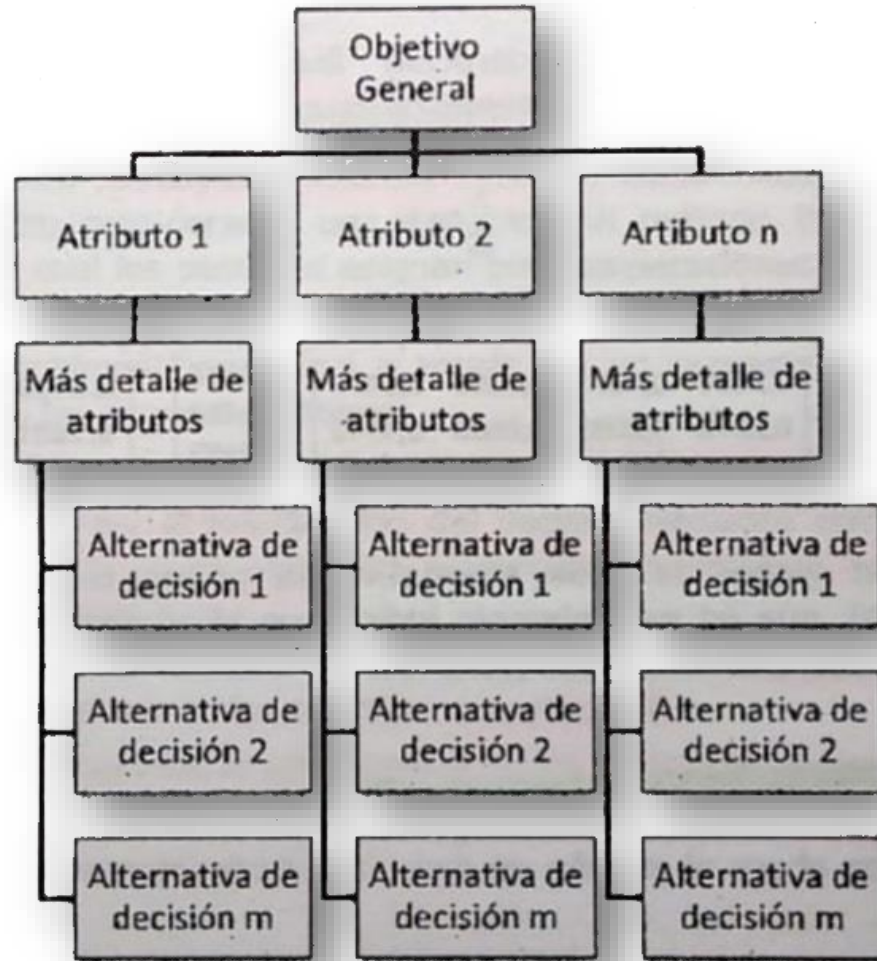 Objetivo
General
Atributo 1
Atributo 2
Artibuto n
Más detalle de
atributos
Más detalle de
atributos
Más detalle de
atributos
Alternativa de
decisión 1
Alternativa de
decisión 1
Alternativa de
decisión 1
Alternativa de
decisión 2
Alternativa de
decisión 2
Alternativa de
decisión 2
Alternativa de
decisión m
Alternativa de
decisión m
Alternativa de
decisión m